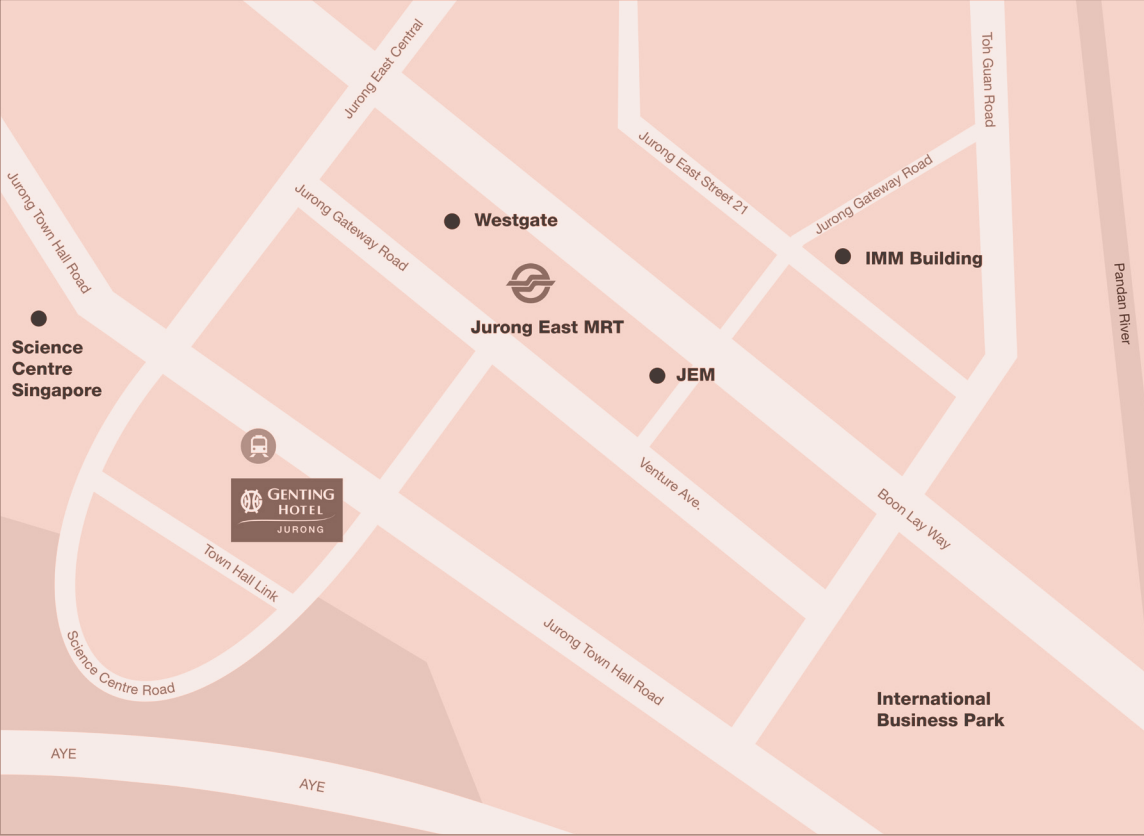 Jurong East Central
Toh Guan Road
Jurong East Street 21
Jurong Gateway Road
Jurong Town Hall Road
Jurong Gateway Road
Westgate
IMM Building
Pandan River
Jurong East MRT
Science
Centre
Singapore
JEM
GENTING
HOTEL
JURONG
Venture Ave.
Boon Lay Way
Town Hall Link
Jurong Town Hall Road
Science Centre Road
International
Business Park
AYE
AYE